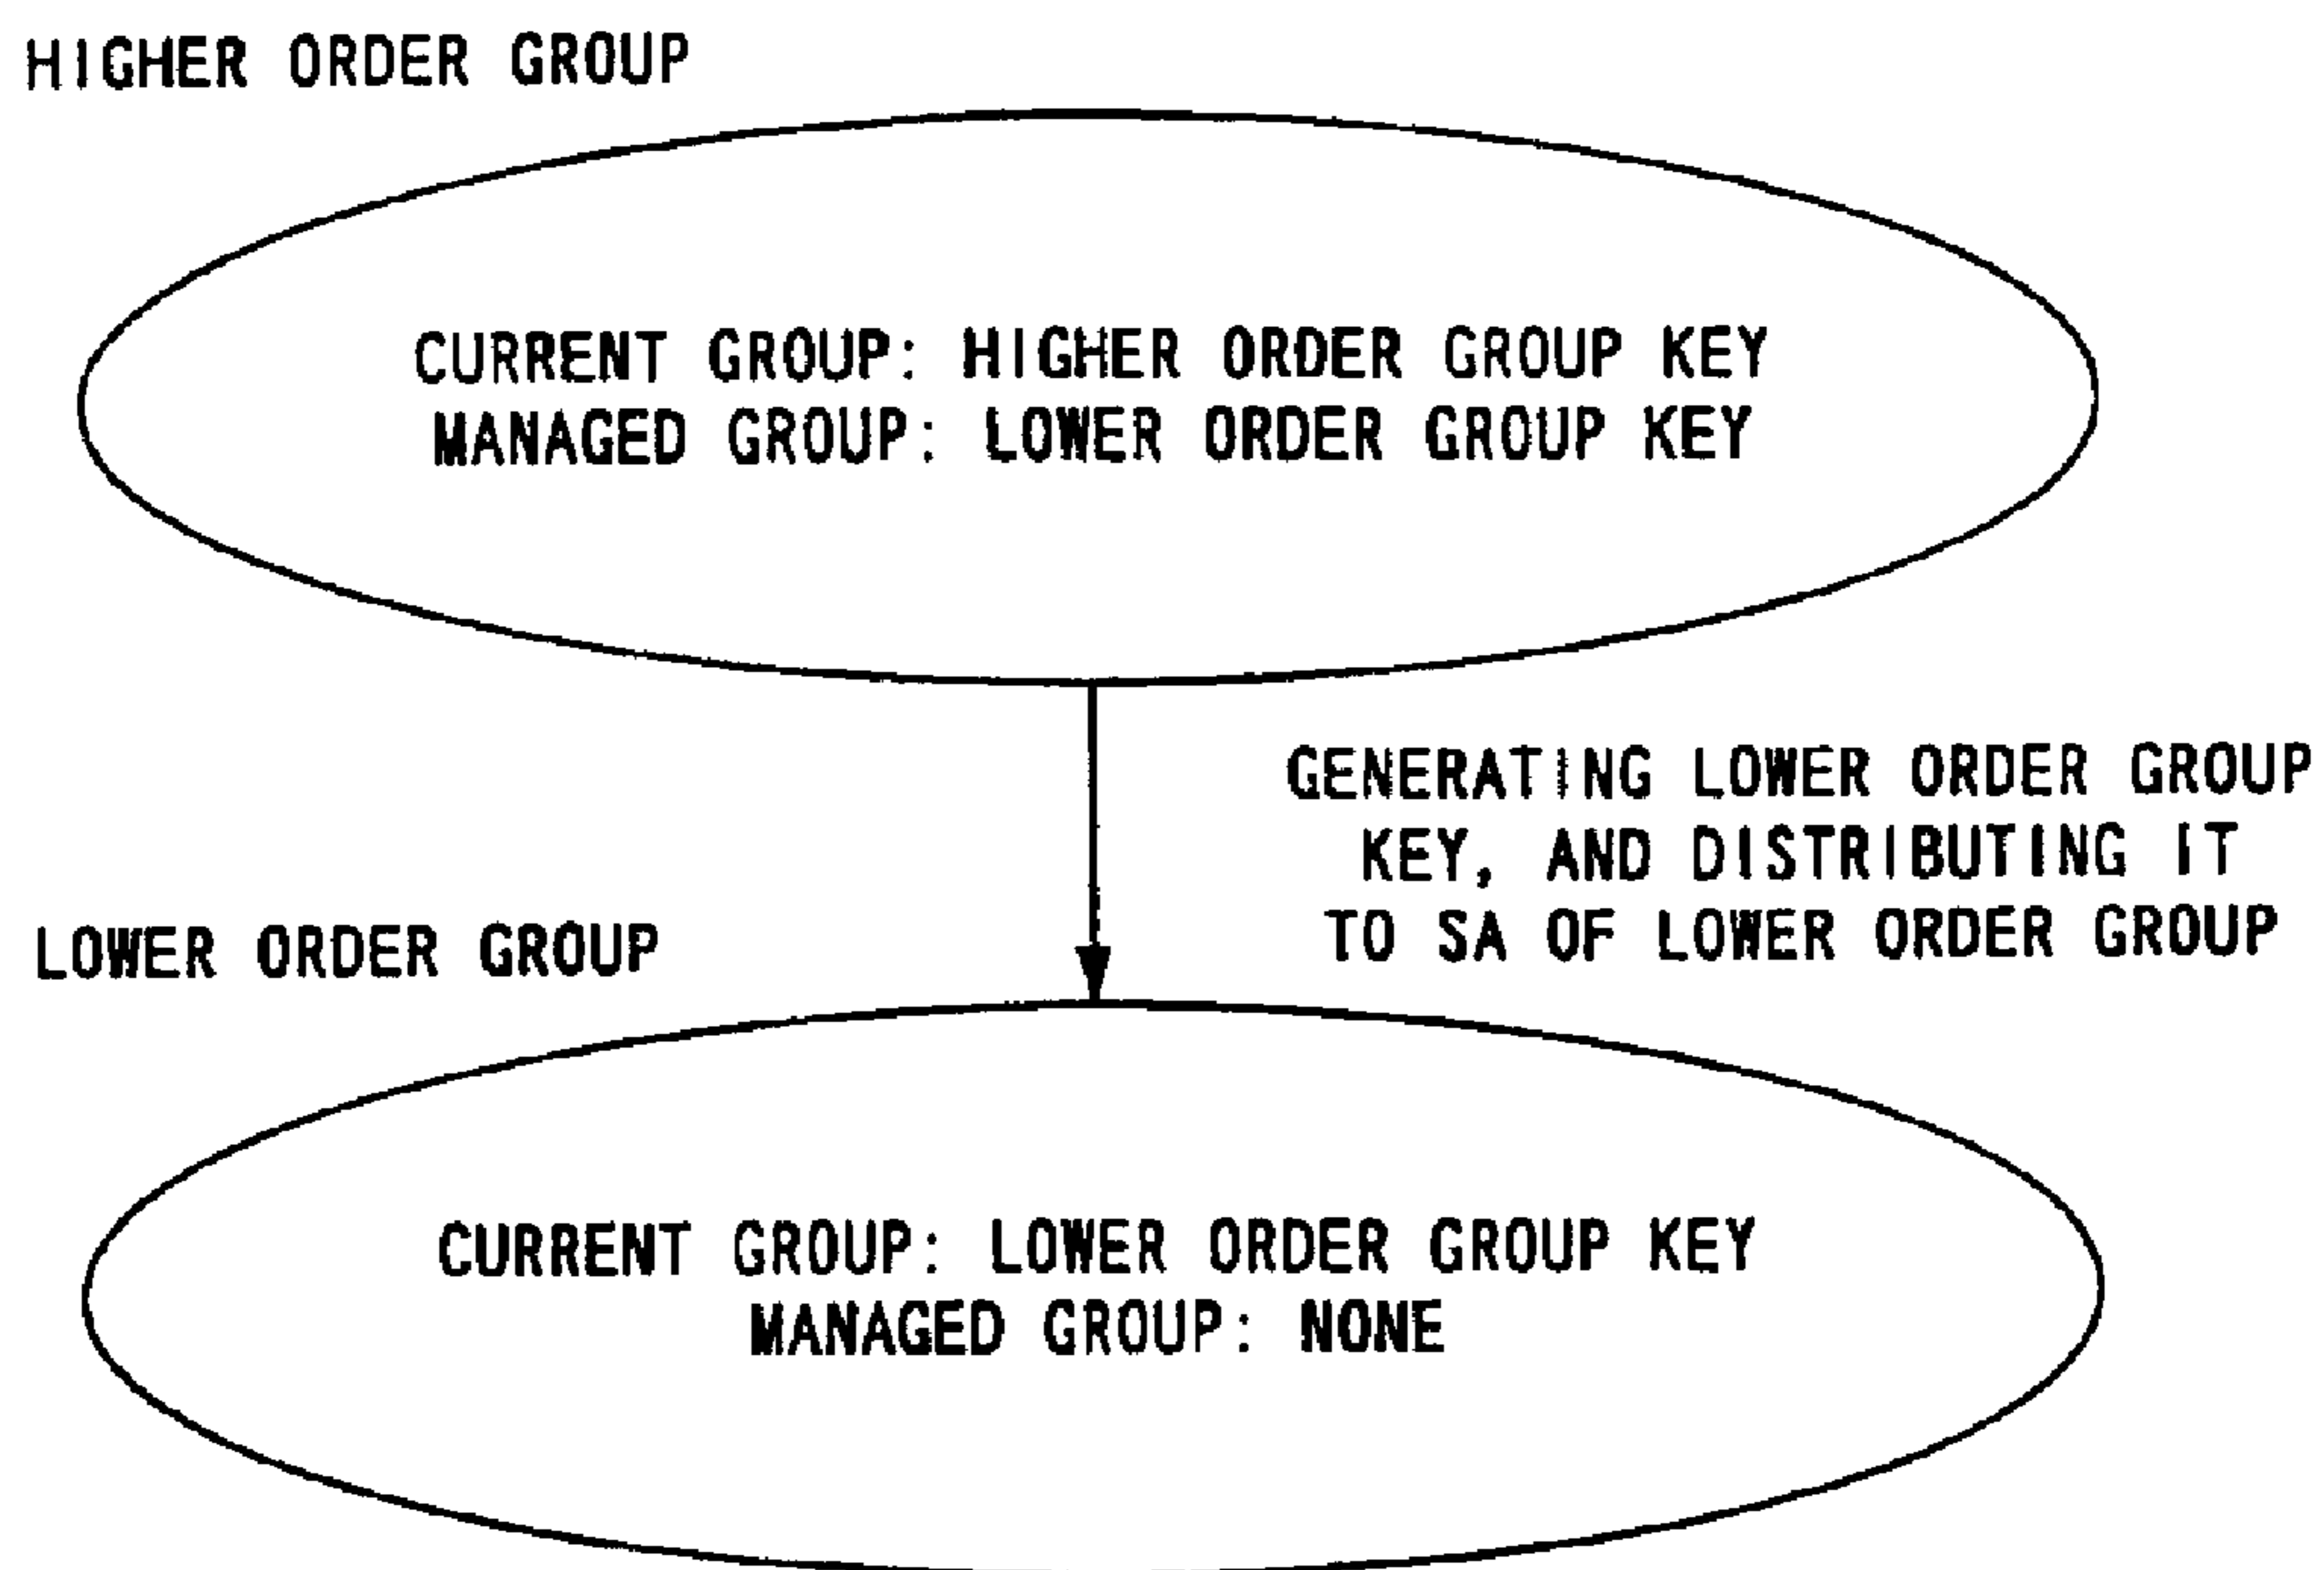 HIGHER ORDER GROUP
CURRENT GROUP: HIGHER ORDER GROUP KEY
MANAGED GROUP: LOWER ORDER GROUP KEY
GENERATING LOWER ORDER GROUP
KEY, AND DISTRIBUTING IT
TO SA OF LOWER ORDER GROUP
LOWER ORDER GROUP
CURRENT GROUP: LOWER ORDER GROUP KEY
MANAGED GROUP: NONE